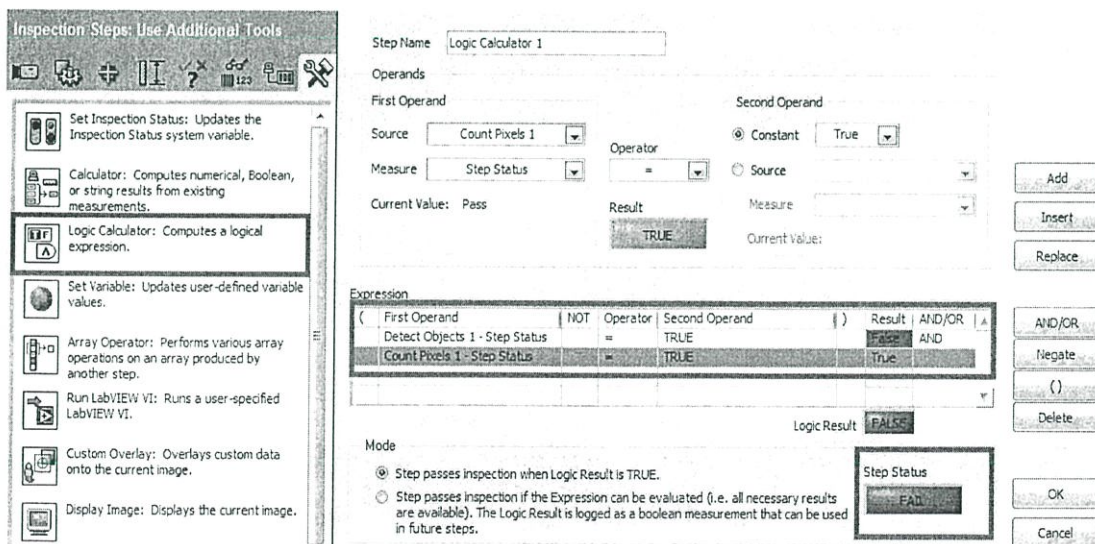 Inspection Steps: Use Additional Tools
Set Inspection Status: Updates the
Inspection Status system variable.
Calculator: Computes numerical, Boolean,
or string results from existing
measurements.
Logic Calculator: Computes a logical
expression.
Set Variable: Updates user-defined variable
values.
Array Operator: Performs various array
operations on an array produced by
another step.
Run LabVIEW VI: Runs a user-specified
LabVIEW VI.
Custom Overlay: Overlays custom data
onto the current image.
Display Image: Displays the current image.
Step Name Logic Calculator 1
Operands
First Operand
Source Count Pixels 1
Measure Step Status
Current Value: Pass
Operator
=
Result
TRUE
Second Operand
Constant True
Source
Measure
Current Value:
Add
Insert
Replace
Expression
( First Operand NOT Operator Second Operand ) Result AND/OR
Detect Objects 1 - Step Status = TRUE False AND
Count Pixels 1 - Step Status = TRUE True
AND/OR
Negate
()
Delete
Logic Result FALSE
Mode
Step passes inspection when Logic Result is TRUE.
Step passes inspection if the Expression can be evaluated (i.e. all necessary results
are available). The Logic Result is logged as a boolean measurement that can be used
in future steps.
Step Status
FAIL
OK
Cancel